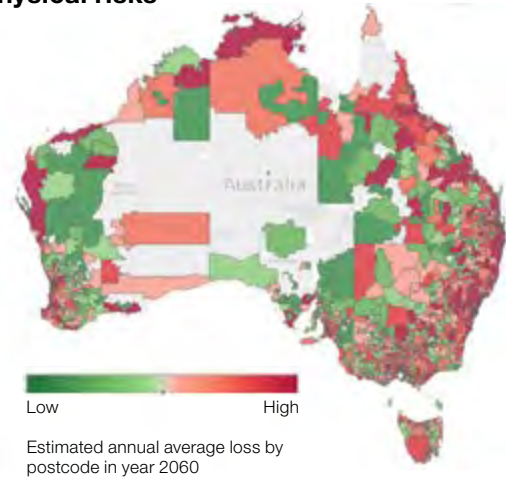 Physical risks
Australia
Low High
Estimated annual average loss by
postcode in year 2060